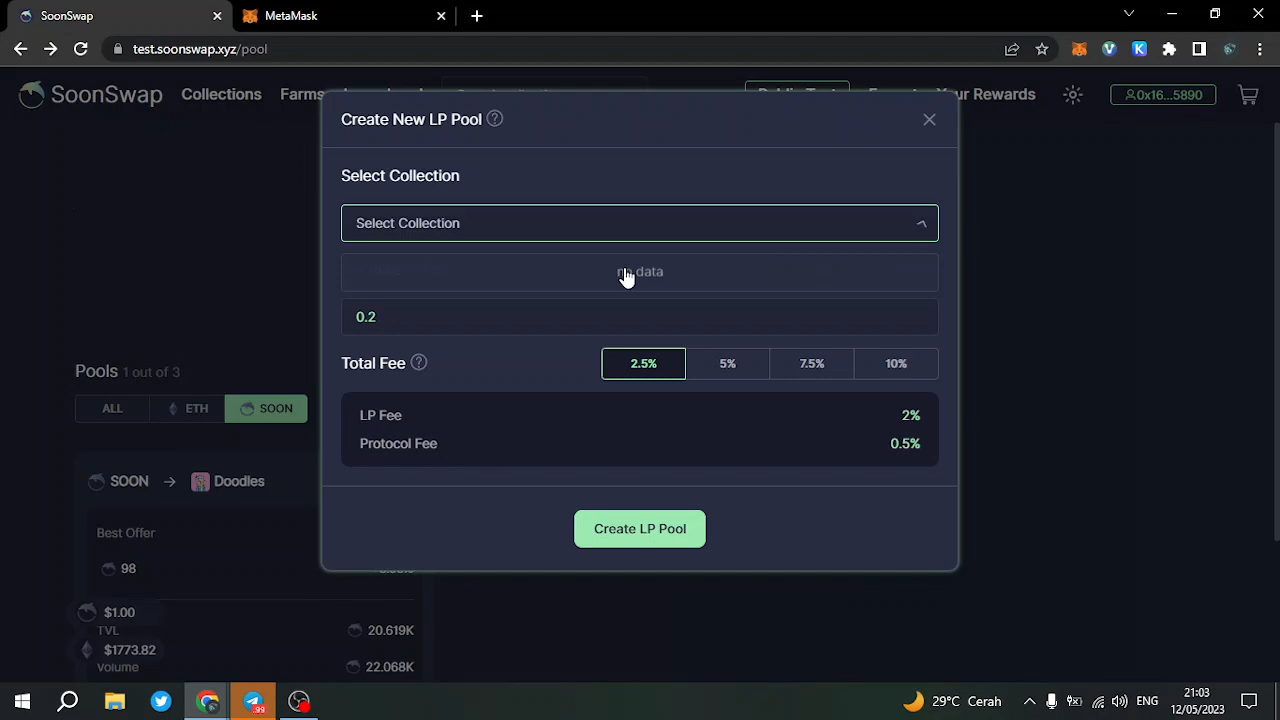 SoonSwap
MetaMask
test.soonswap.xyz/pool
SoonSwap
Collections
Farms
Your Rewards
0x16...5890
Create New LP Pool
Select Collection
Select Collection
no data
0.2
Total Fee
2.5%
5%
7.5%
10%
LP Fee
2%
Protocol Fee
0.5%
Create LP Pool
Pools 1 out of 3
ALL
ETH
SOON
SOON → Doodles
Best Offer
98
$1.00
TVL
20.619K
$1773.82
Volume
22.068K
99
29°5 Cerah
ENG
21:03
12/05/2023